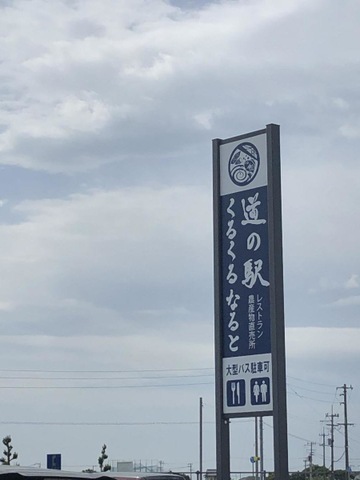 道の駅
くるくるなると
レストラン
農産物直売所
大型バス駐車可